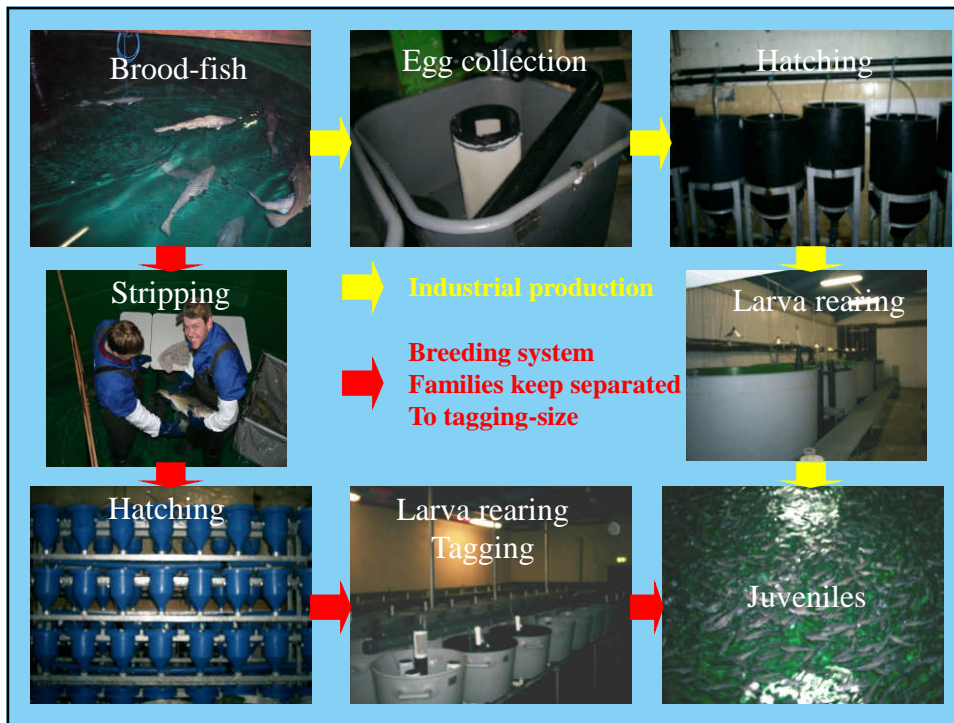 Brood-fish
Egg collection
Hatching
Stripping
Industrial production
Larva rearing
Breeding system
Families keep separated
To tagging-size
Hatching
Larva rearing
Tagging
Juveniles